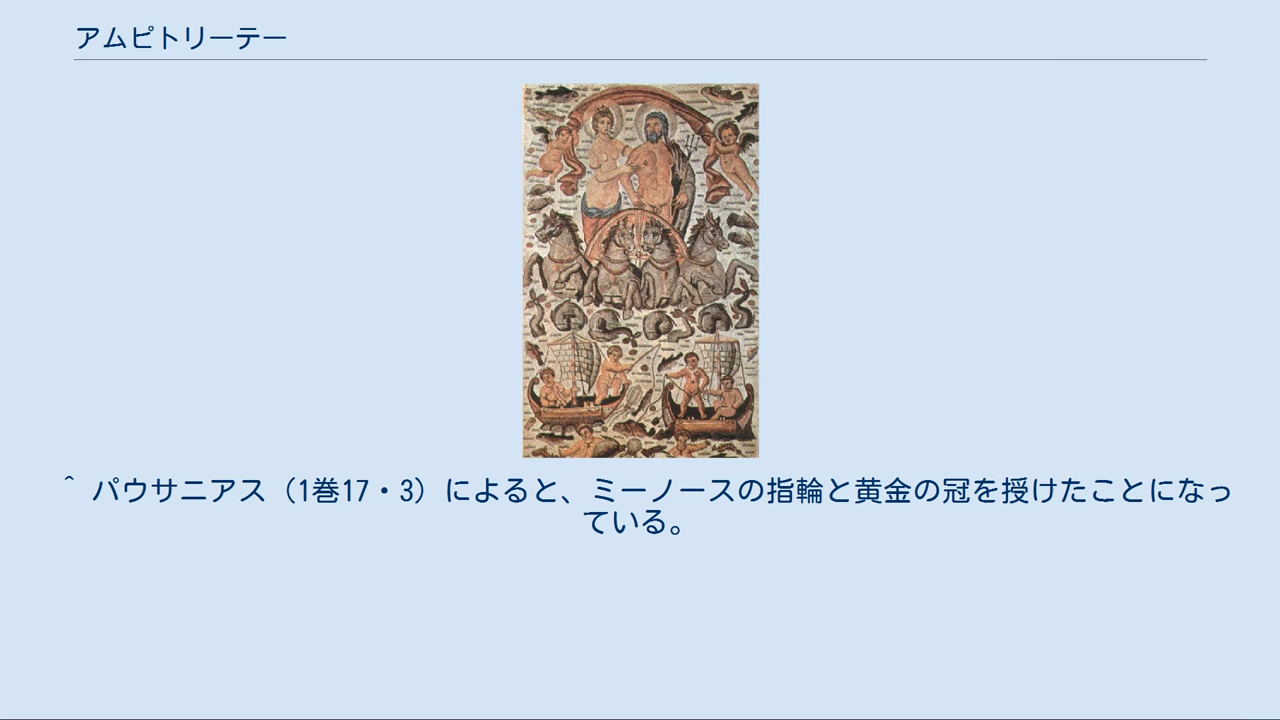 アムピトリーテー
^ パウサニアス（1巻17・3）によると、ミーノースの指輪と黄金の冠を授けたことになっ
ている。